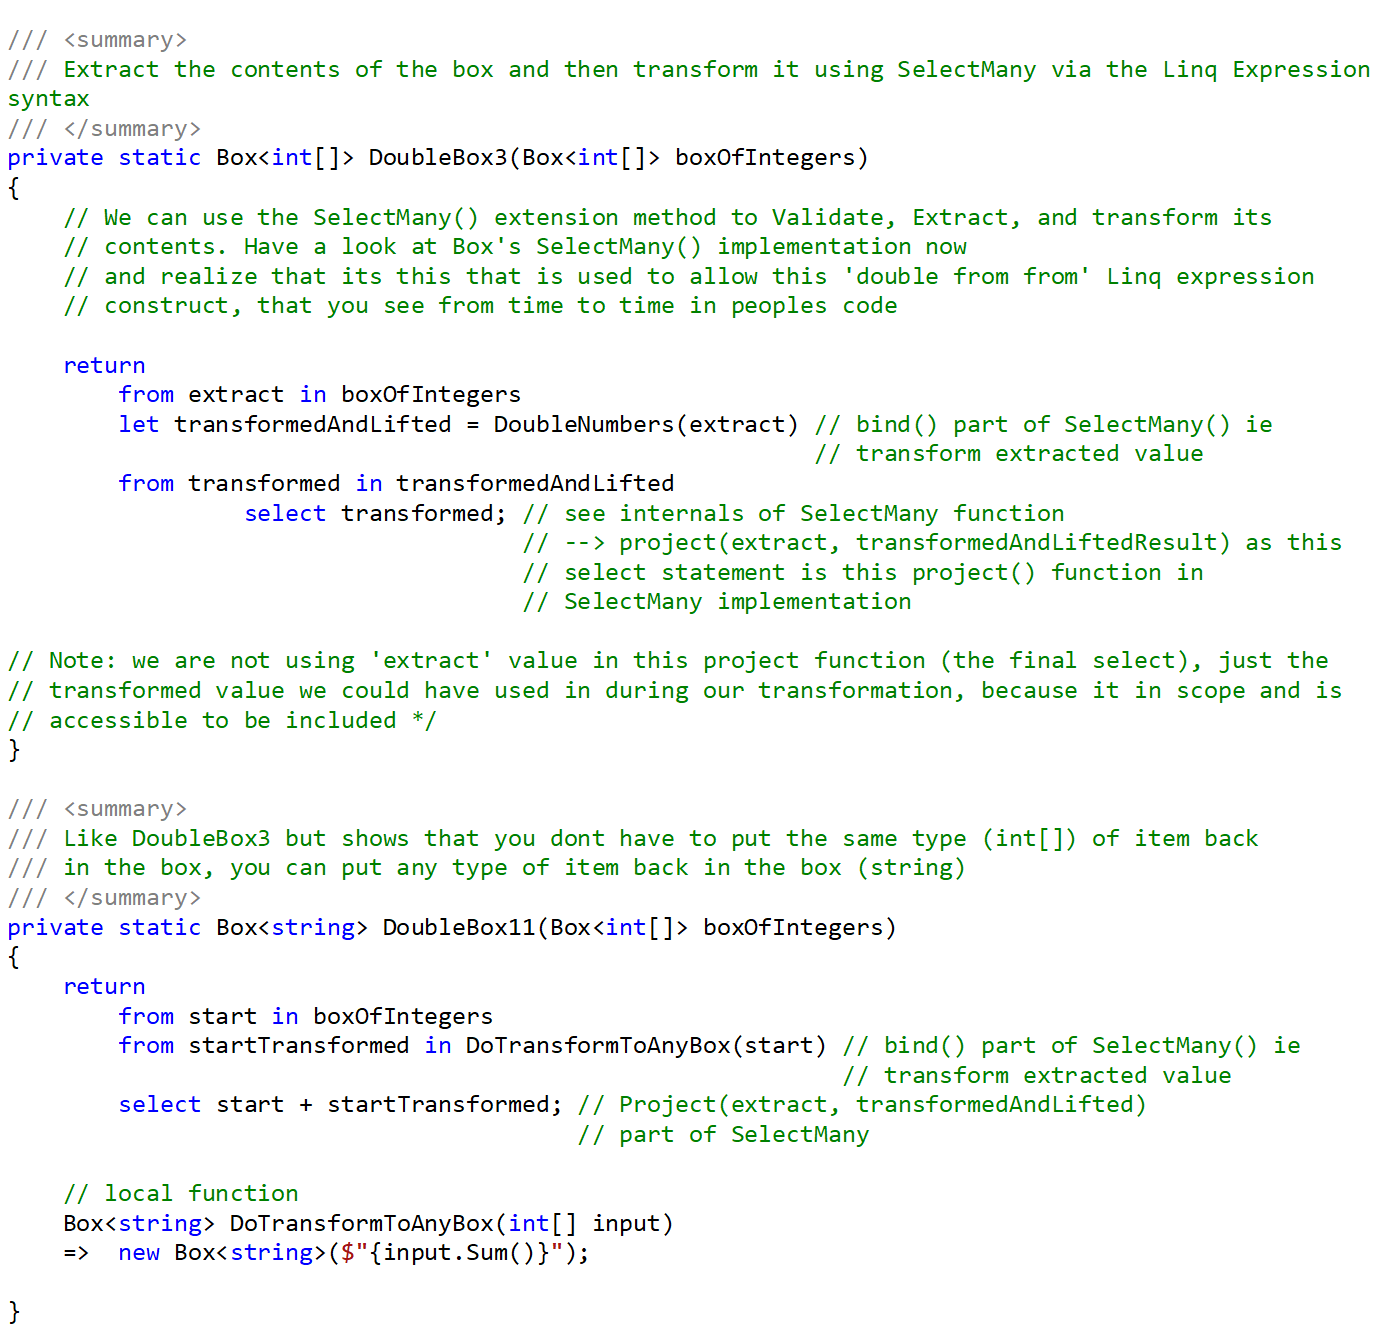 /// <summary>
/// Extract the contents of the box and then transform it using SelectMany via the Linq Expression
syntax
/// </summary>
private static Box<int[]> DoubleBox3(Box<int[]> boxOfIntegers)
{
    // We can use the SelectMany() extension method to Validate, Extract, and transform its
    // contents. Have a look at Box's SelectMany() implementation now
    // and realize that its this that is used to allow this 'double from from' Linq expression
    // construct, that you see from time to time in peoples code

    return
        from extract in boxOfIntegers
        let transformedAndLifted = DoubleNumbers(extract) // bind() part of SelectMany() ie
                                                          // transform extracted value
        from transformed in transformedAndLifted
                 select transformed; // see internals of SelectMany function
                                     // --> project(extract, transformedAndLiftedResult) as this
                                     // select statement is this project() function in
                                     // SelectMany implementation

// Note: we are not using 'extract' value in this project function (the final select), just the
// transformed value we could have used in during our transformation, because it in scope and is
// accessible to be included */
}

/// <summary>
/// Like DoubleBox3 but shows that you dont have to put the same type (int[]) of item back
/// in the box, you can put any type of item back in the box (string)
/// </summary>
private static Box<string> DoubleBox11(Box<int[]> boxOfIntegers)
{
    return
        from start in boxOfIntegers
        from startTransformed in DoTransformToAnyBox(start) // bind() part of SelectMany() ie
                                                            // transform extracted value
        select start + startTransformed; // Project(extract, transformedAndLifted)
                                         // part of SelectMany

    // local function
    Box<string> DoTransformToAnyBox(int[] input)
    =>  new Box<string>($"{input.Sum()}");

}